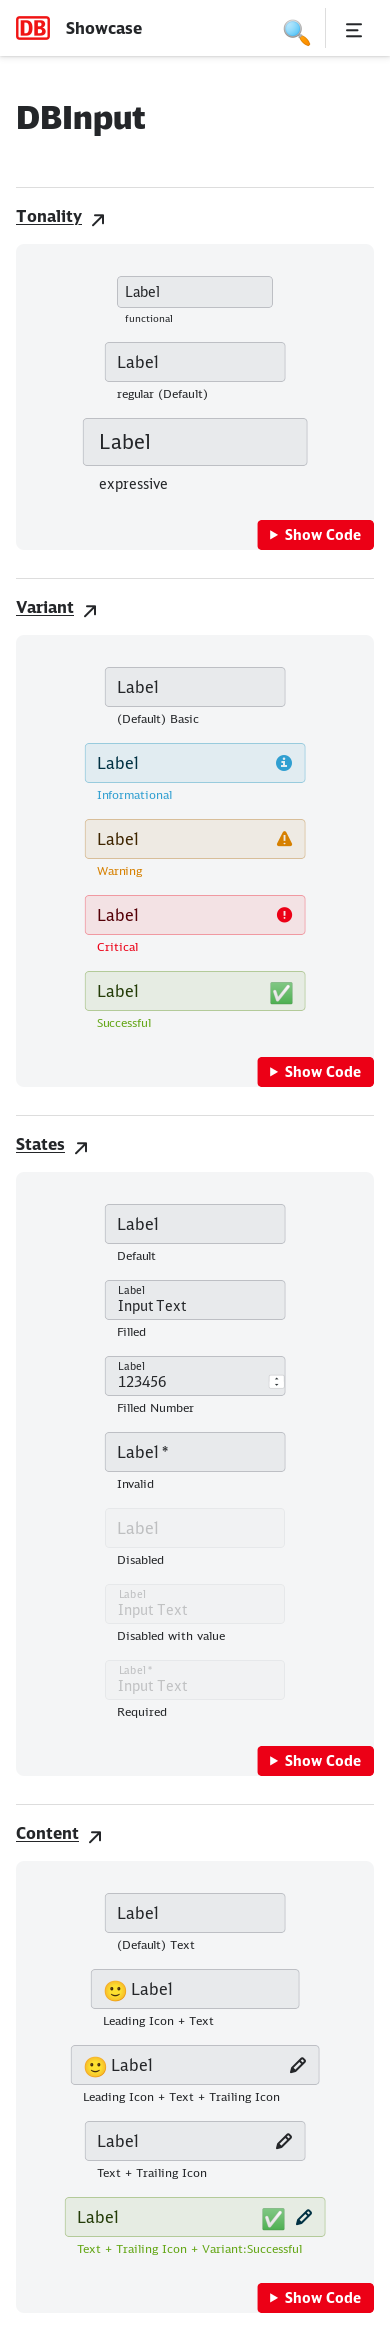 DB Showcase
DBInput
Tonality
Label
functional
Label
regular (Default)
Label
expressive
Show Code
Variant
Label
(Default) Basic
Label
Informational
Label
Warning
Label
Critical
Label
Successful
Show Code
States
Label
Default
Label
Input Text
Filled
Label
123456
Filled Number
Label *
Invalid
Label
Disabled
Label
Input Text
Disabled with value
Label *
Input Text
Required
Show Code
Content
Label
(Default) Text
Label
Leading Icon + Text
Label
Leading Icon + Text + Trailing Icon
Label
Text + Trailing Icon
Label
Text + Trailing Icon + Variant:Successful
Show Code